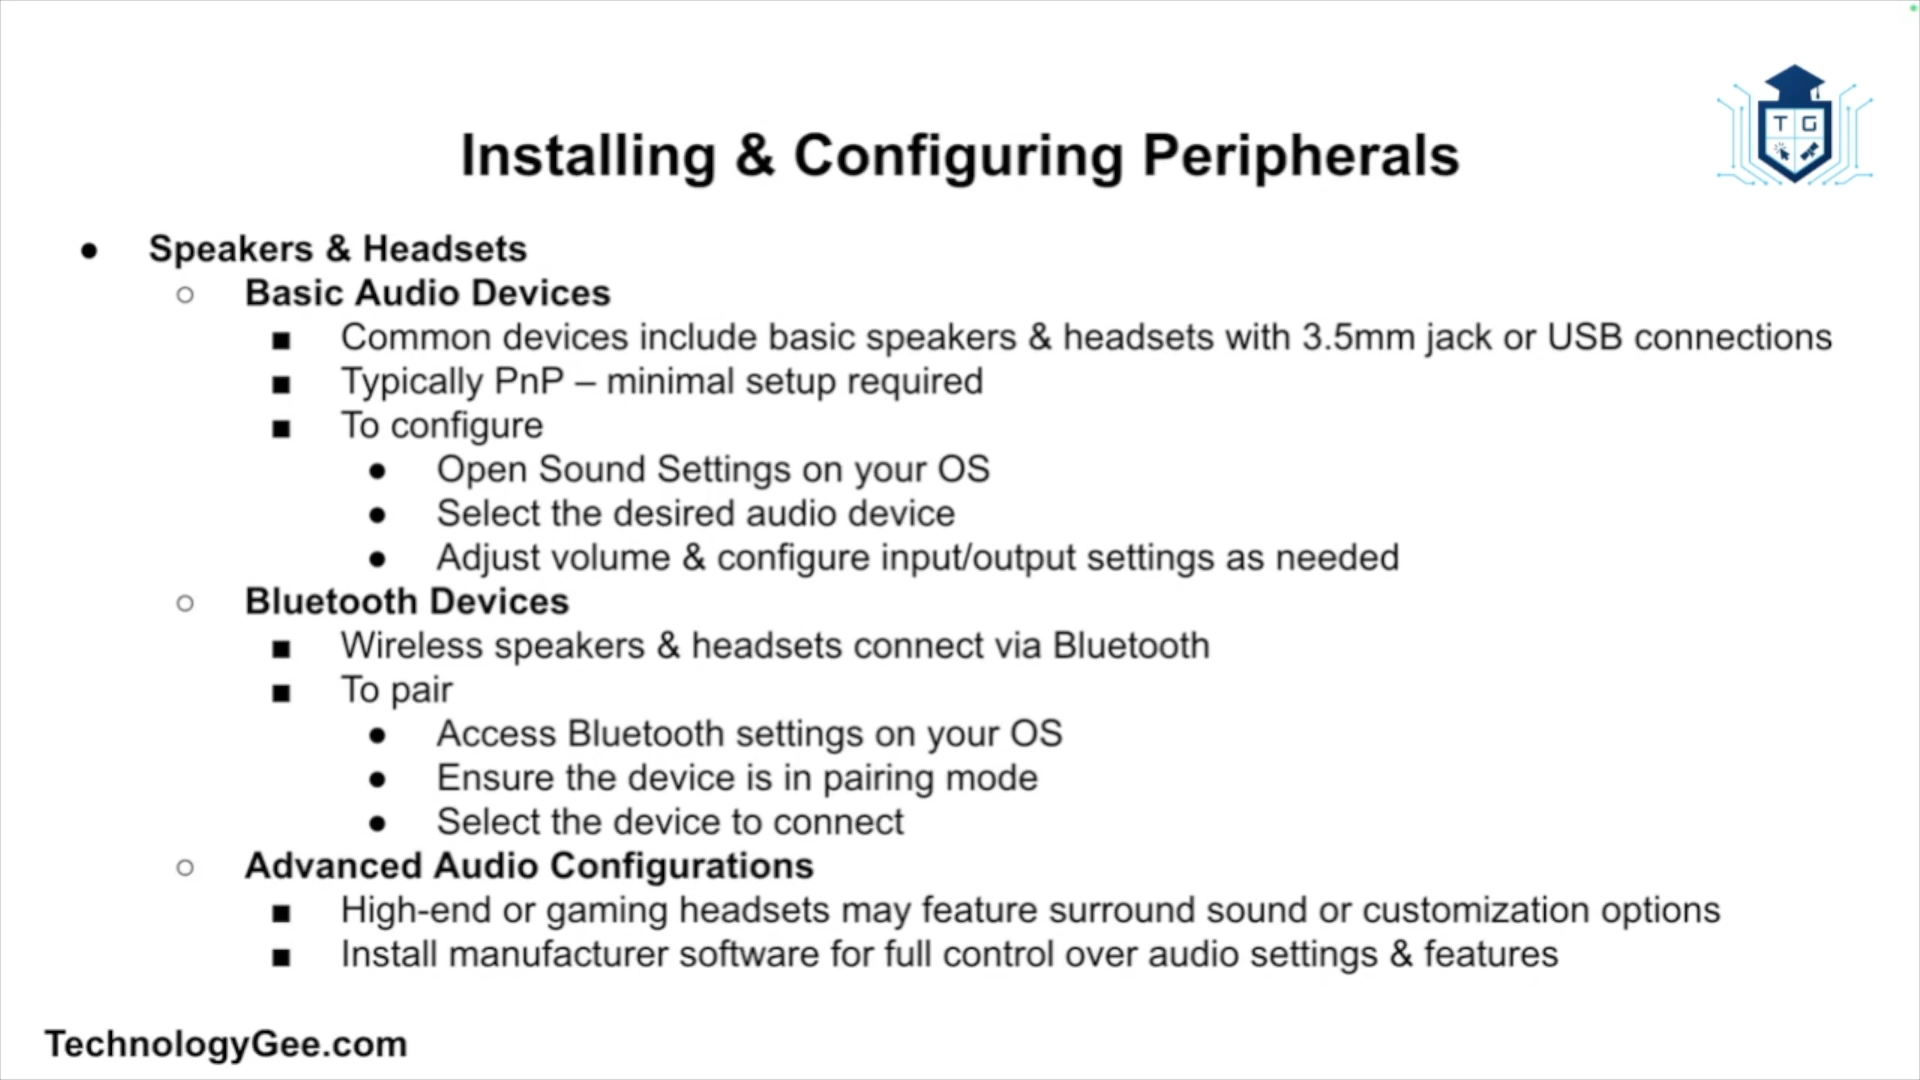 T G
Installing & Configuring Peripherals
● Speakers & Headsets
○ Basic Audio Devices
■ Common devices include basic speakers & headsets with 3.5mm jack or USB connections
■ Typically PnP – minimal setup required
■ To configure
● Open Sound Settings on your OS
● Select the desired audio device
● Adjust volume & configure input/output settings as needed
○ Bluetooth Devices
■ Wireless speakers & headsets connect via Bluetooth
■ To pair
● Access Bluetooth settings on your OS
● Ensure the device is in pairing mode
● Select the device to connect
○ Advanced Audio Configurations
■ High-end or gaming headsets may feature surround sound or customization options
■ Install manufacturer software for full control over audio settings & features
TechnologyGee.com